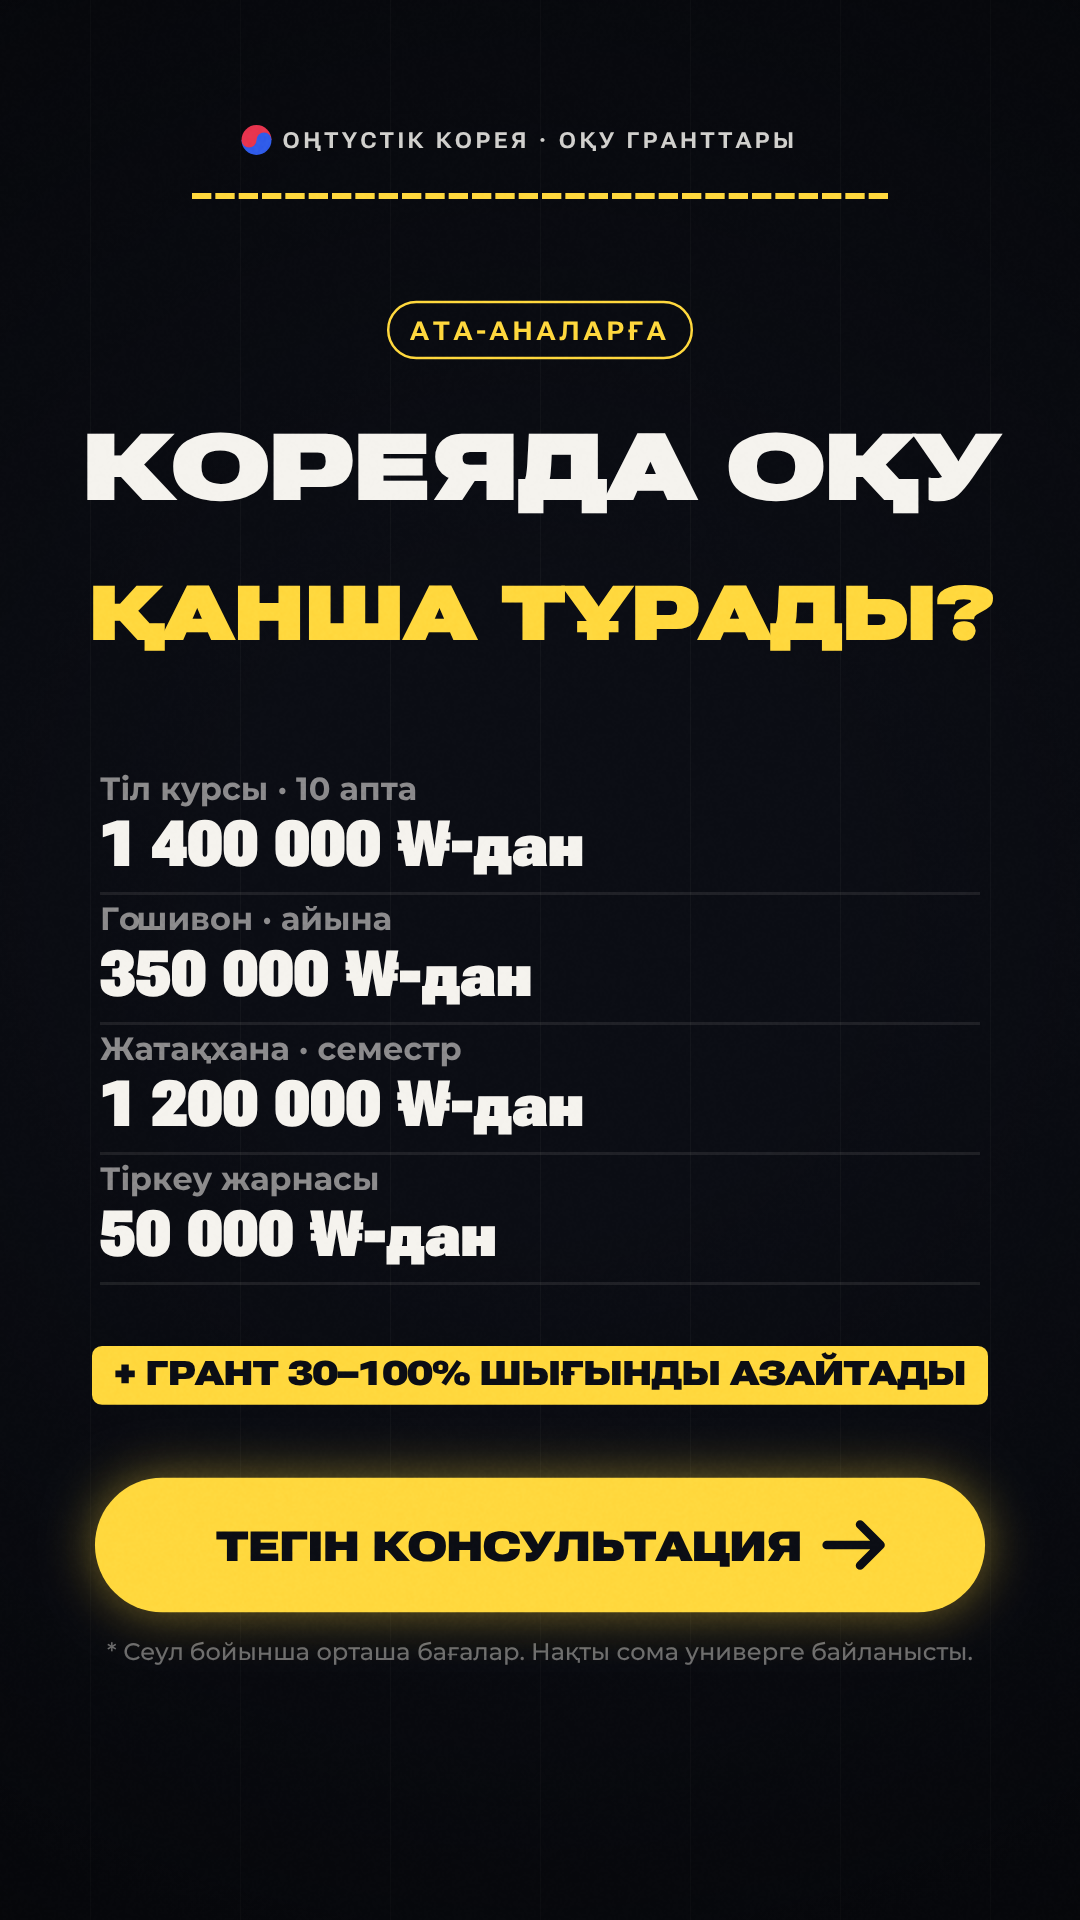 ОҢТҮСТІК КОРЕЯ · ОҚУ ГРАНТТАРЫ
АТА-АНАЛАРҒА
КОРЕЯДА ОҚУ
ҚАНША ТҰРАДЫ?
Тіл курсы · 10 апта
1 400 000 ₩-дан
Гошивон · айына
350 000 ₩-дан
Жатақхана · семестр
1 200 000 ₩-дан
Тіркеу жарнасы
50 000 ₩-дан
+ ГРАНТ 30–100% ШЫҒЫНДЫ АЗАЙТАДЫ
ТЕГІН КОНСУЛЬТАЦИЯ →
* Сеул бойынша орташа бағалар. Нақты сома универге байланысты.